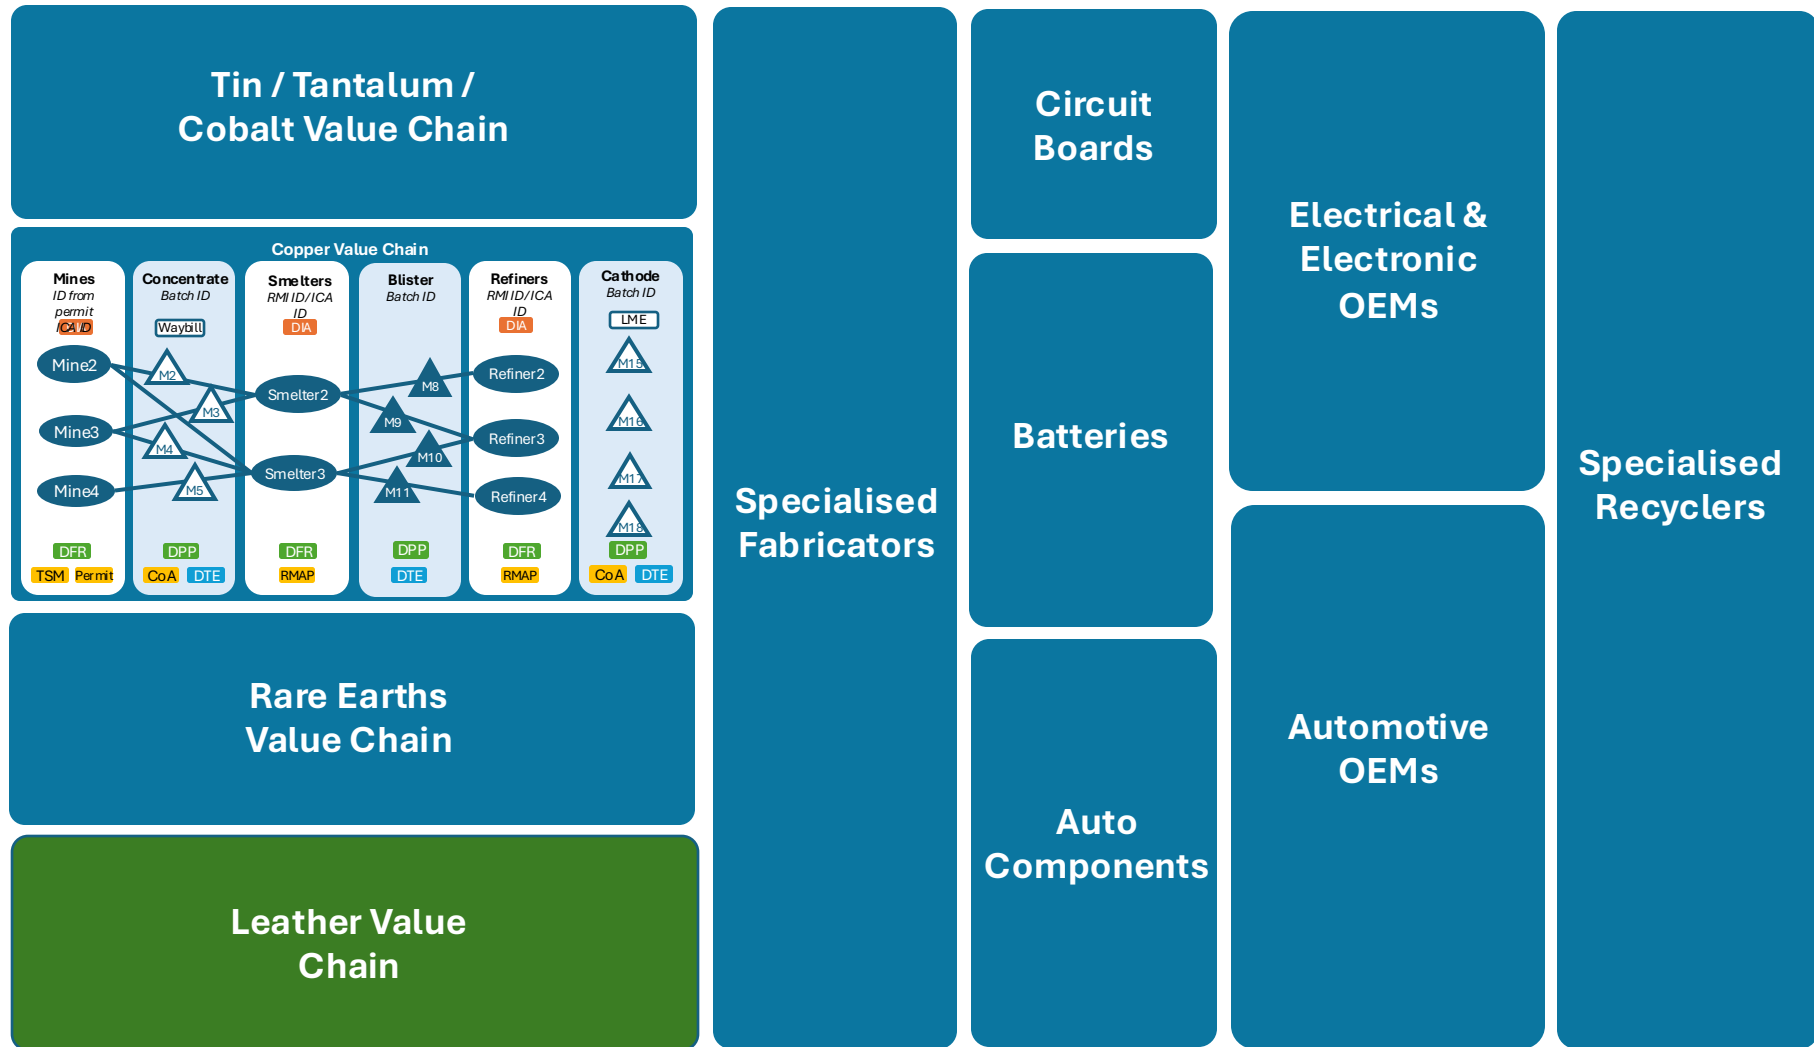 Tin / Tantalum /
Cobalt Value Chain
Copper Value Chain
Mines
ID from
permit
ICA ID
Mine2
Mine3
Mine4
DFR
TSM
Permit
Concentrate
Batch ID
Waybill
M2
M3
M4
M5
DPP
CoA
DTE
Smelters
RMI ID/ICA
ID
DIA
Smelter2
Smelter3
DFR
RMAP
Blister
Batch ID
M8
M9
M10
M11
DPP
DTE
Refiners
RMI ID/ICA
ID
DIA
Refiner2
Refiner3
Refiner4
DFR
RMAP
Cathode
Batch ID
LME
M15
M16
M17
M18
DPP
CoA
DTE
Rare Earths
Value Chain
Leather Value
Chain
Specialised
Fabricators
Circuit
Boards
Batteries
Auto
Components
Electrical &
Electronic
OEMs
Automotive
OEMs
Specialised
Recyclers